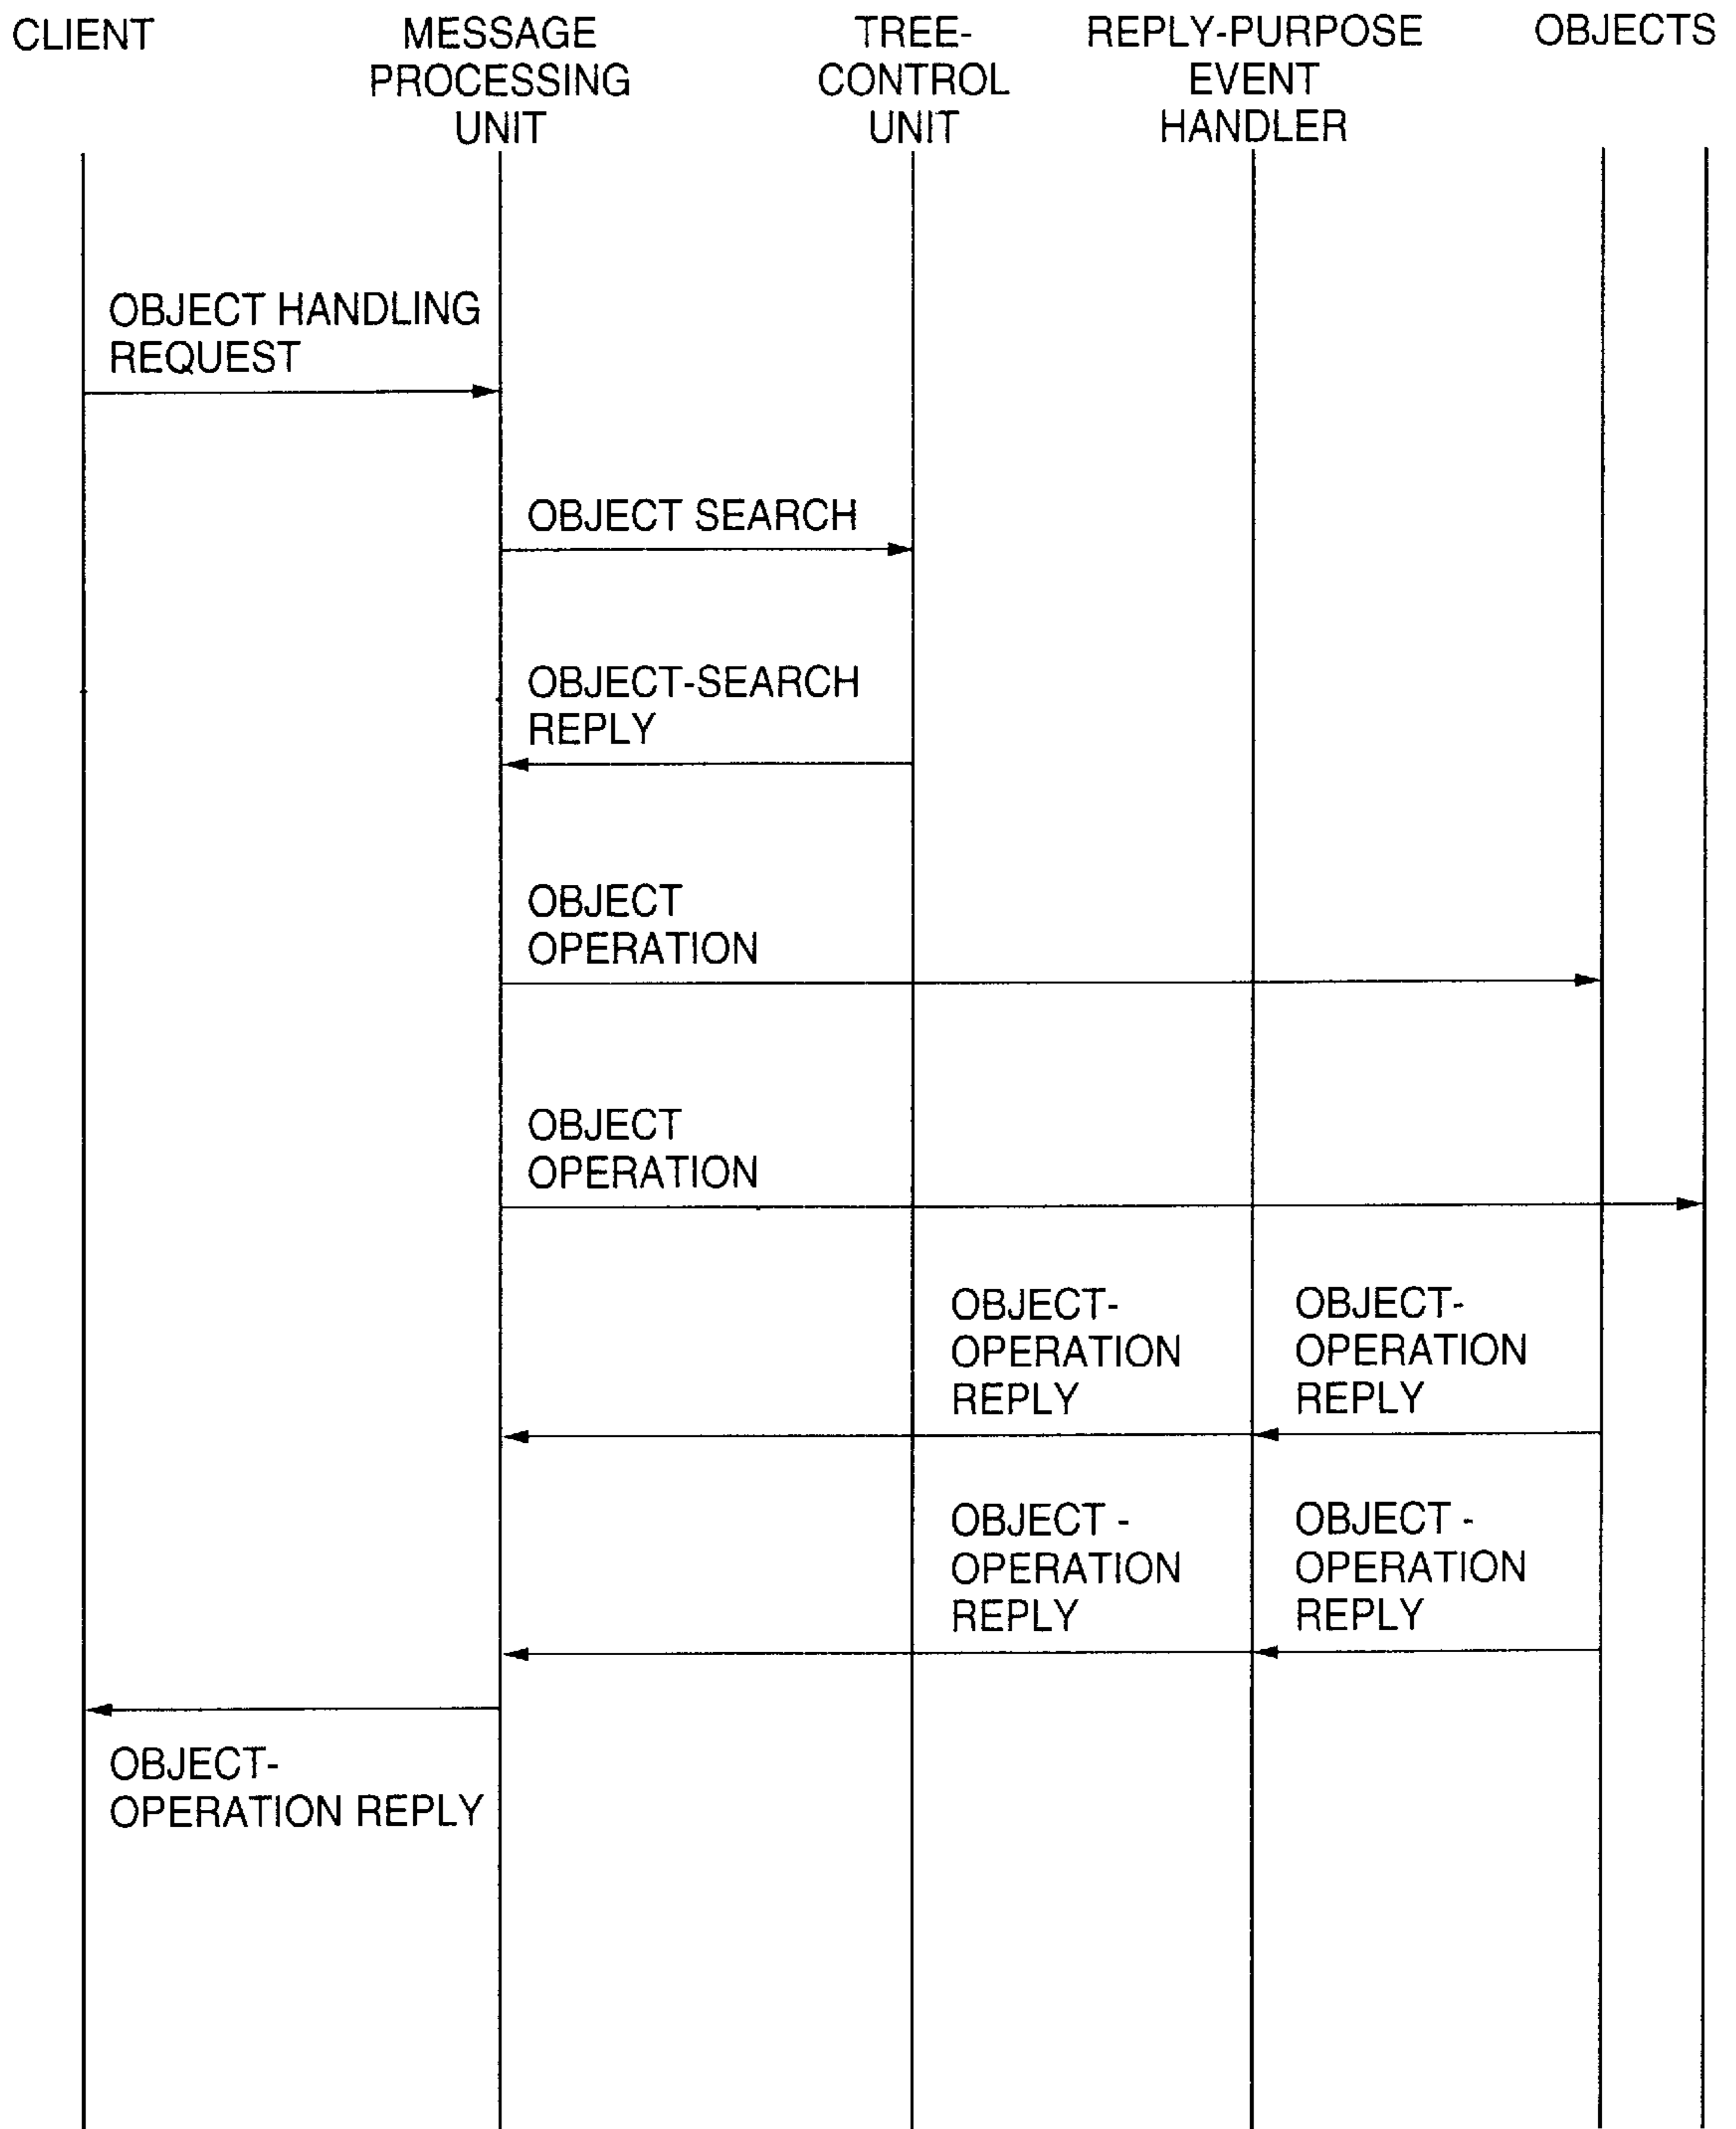 CLIENT
MESSAGE
PROCESSING
UNIT
TREE-
CONTROL
UNIT
REPLY-PURPOSE
EVENT
HANDLER
OBJECTS
OBJECT HANDLING
REQUEST
OBJECT SEARCH
OBJECT-SEARCH
REPLY
OBJECT
OPERATION
OBJECT
OPERATION
OBJECT-
OPERATION
REPLY
OBJECT-
OPERATION
REPLY
OBJECT -
OPERATION
REPLY
OBJECT -
OPERATION
REPLY
OBJECT-
OPERATION REPLY